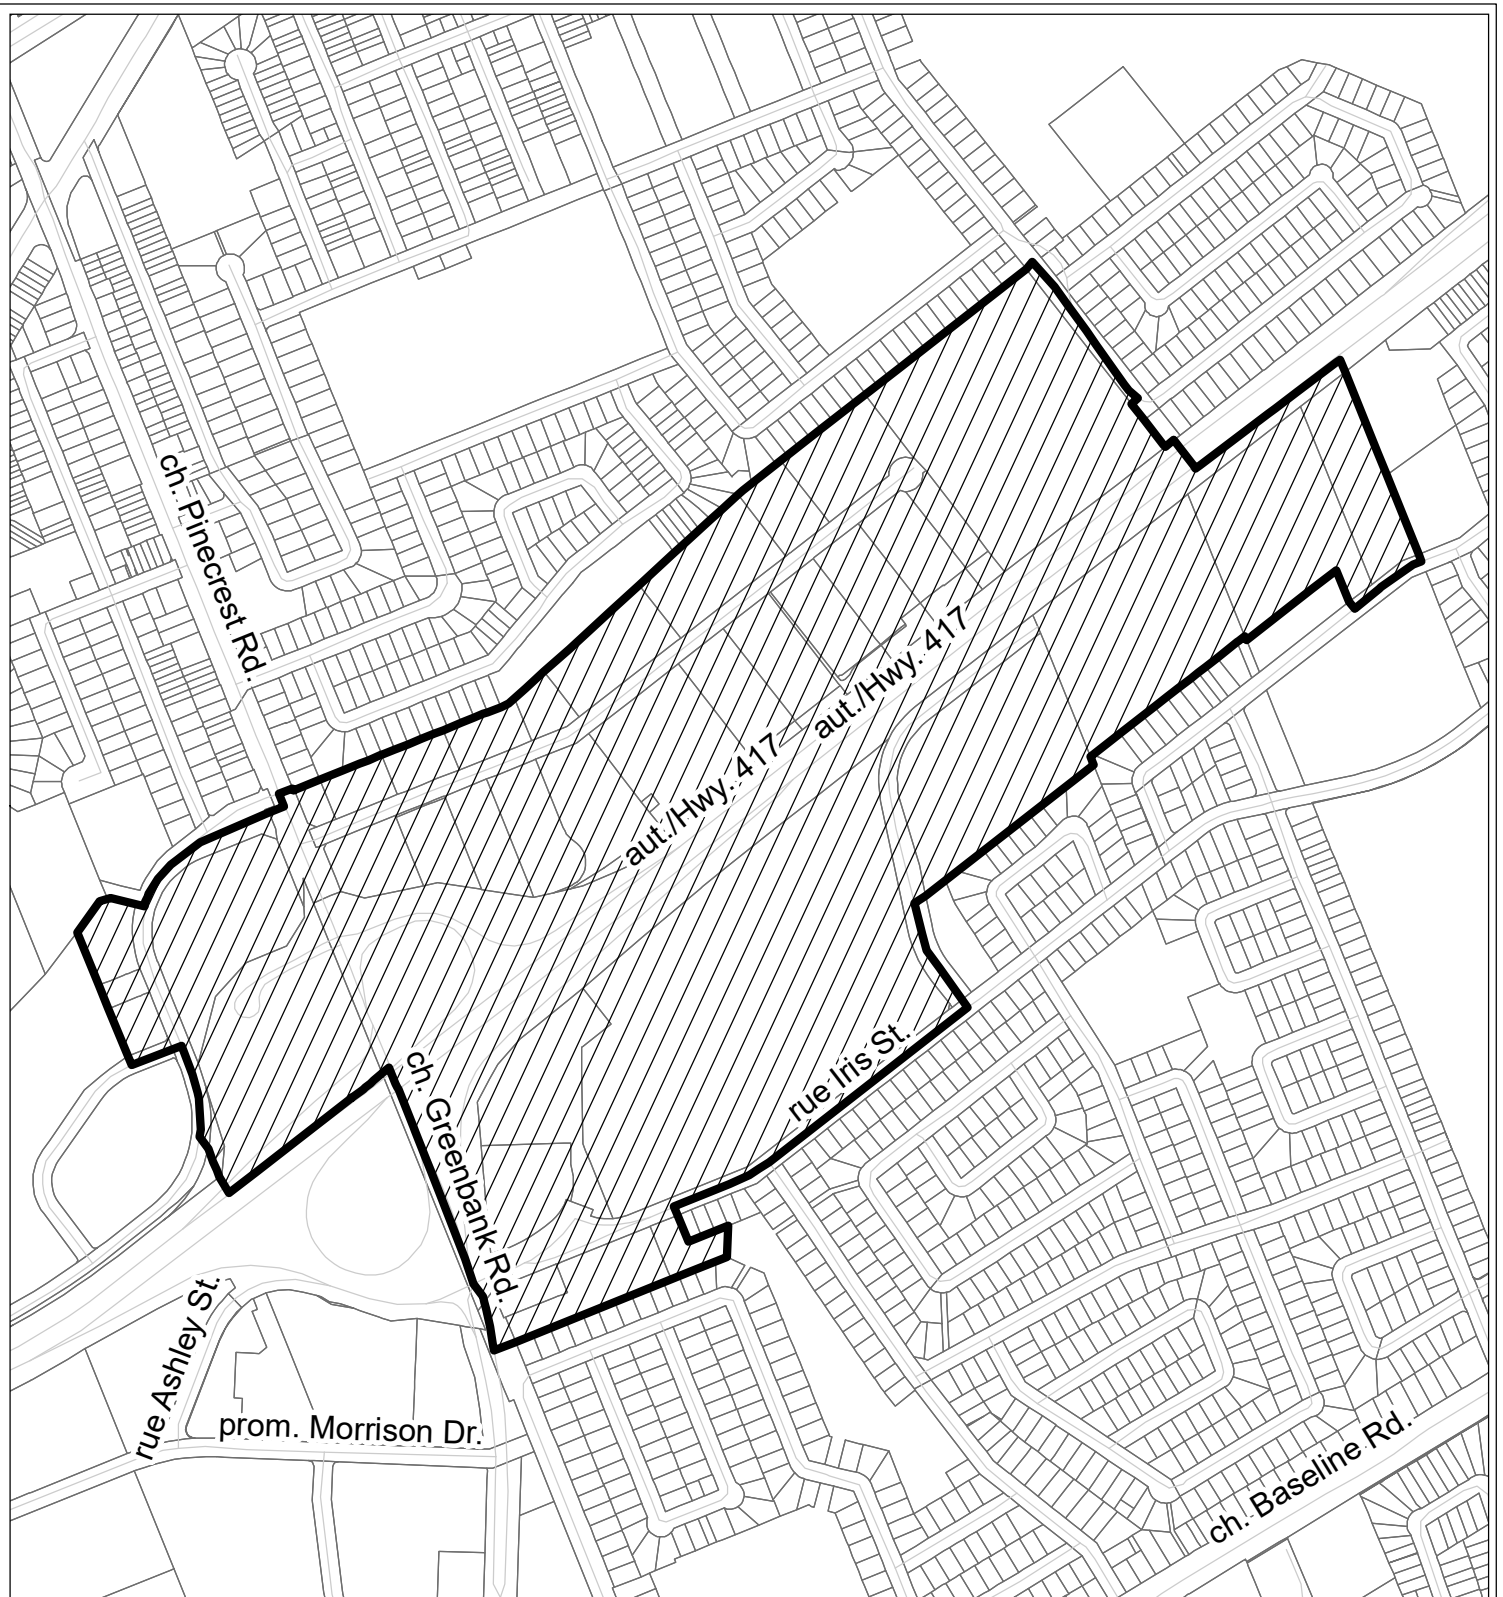 ch. Pinecrest Rd.
aut./Hwy. 417
aut./Hwy. 417
ch. Greenbank Rd.
rue Iris St.
rue Ashley St.
prom. Morrison Dr.
ch. Baseline Rd.